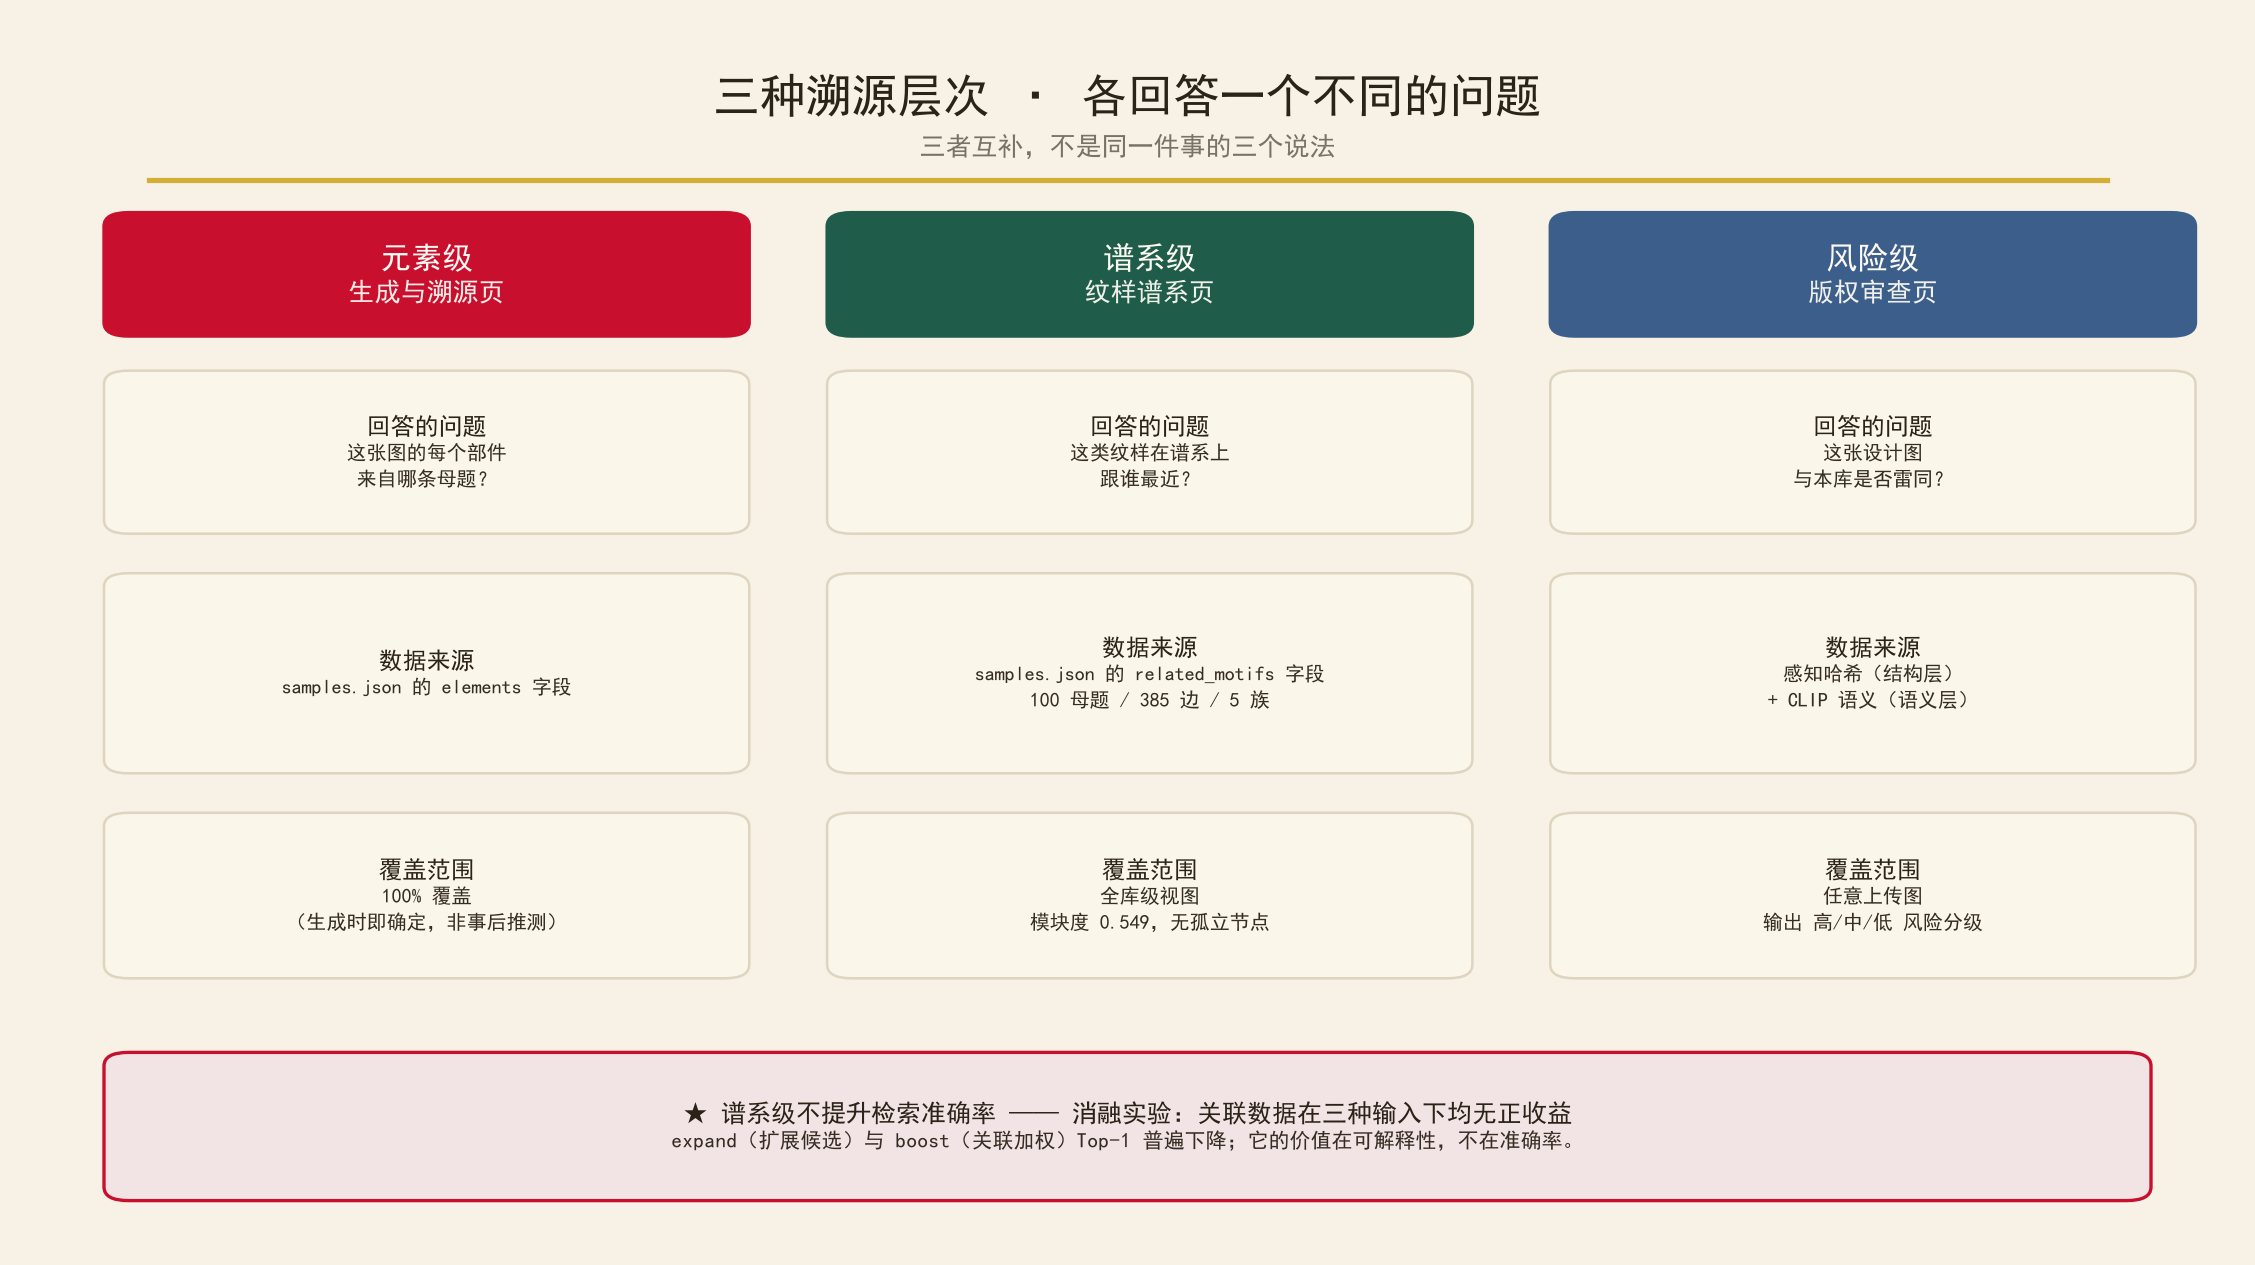 三种溯源层次 · 各回答一个不同的问题
三者互补，不是同一件事的三个说法
元素级
生成与溯源页
回答的问题
这张图的每个部件
来自哪条母题？
数据来源
samples.json 的 elements 字段
覆盖范围
100% 覆盖
（生成时即确定，非事后推测）
谱系级
纹样谱系页
回答的问题
这类纹样在谱系上
跟谁最近？
数据来源
samples.json 的 related_motifs 字段
100 母题 / 385 边 / 5 族
覆盖范围
全库级视图
模块度 0.549，无孤立节点
风险级
版权审查页
回答的问题
这张设计图
与本库是否雷同？
数据来源
感知哈希（结构层）
+ CLIP 语义（语义层）
覆盖范围
任意上传图
输出 高/中/低 风险分级
★ 谱系级不提升检索准确率 —— 消融实验：关联数据在三种输入下均无正收益
expand（扩展候选）与 boost（关联加权）Top-1 普遍下降；它的价值在可解释性，不在准确率。